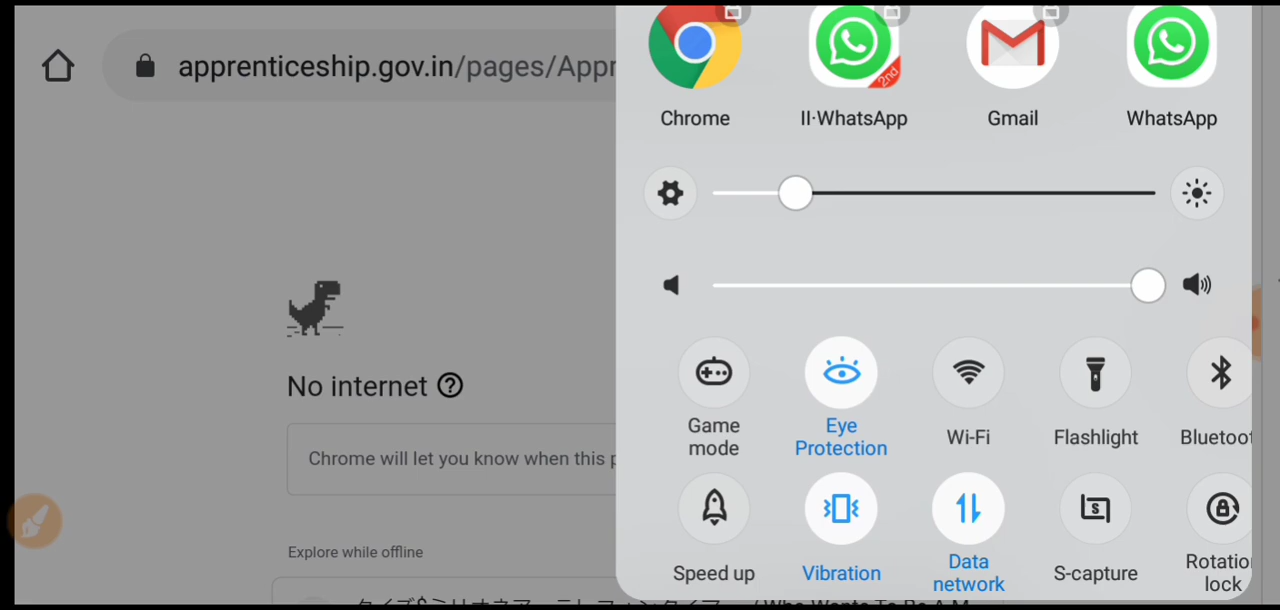 apprenticeship.gov.in/pages/Appr
Chrome
II·WhatsApp
2nd
Gmail
WhatsApp
No internet
Chrome will let you know when this p
Game mode
Eye Protection
Wi-Fi
Flashlight
Bluetoot
Explore while offline
Speed up
Vibration
Data network
S-capture
Rotation lock